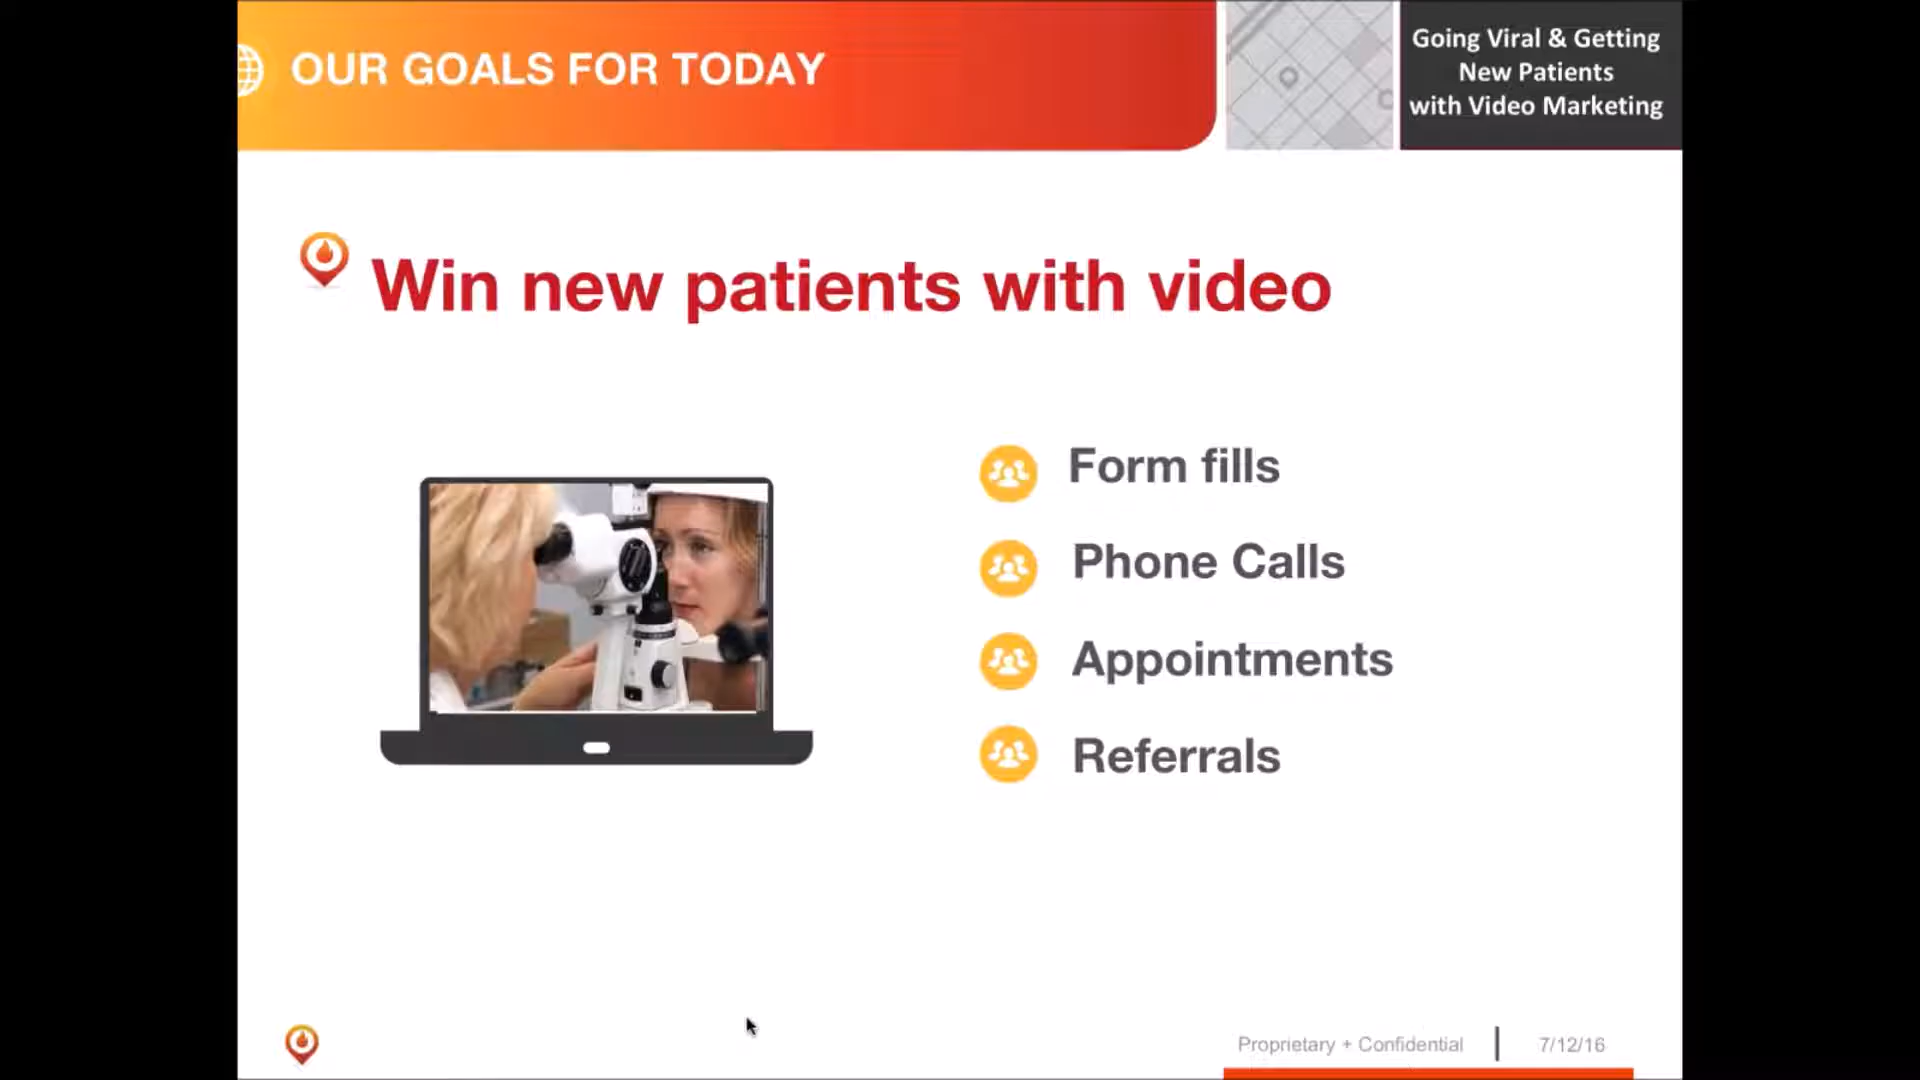 OUR GOALS FOR TODAY
Going Viral & Getting
New Patients
with Video Marketing
Win new patients with video
Form fills
Phone Calls
Appointments
Referrals
Proprietary + Confidential
7/12/16